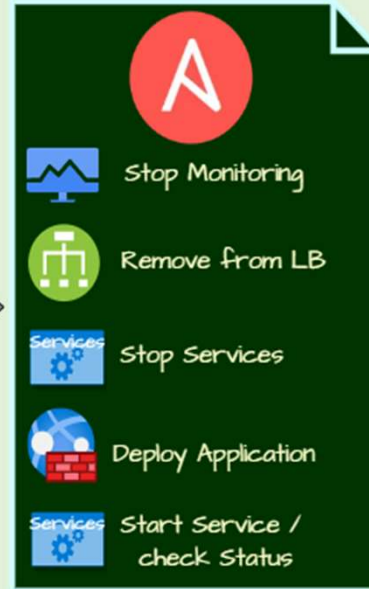 Stop Monitoring
Remove from LB
Services
Stop Services
Deploy Application
Services
Start Service /
check Status